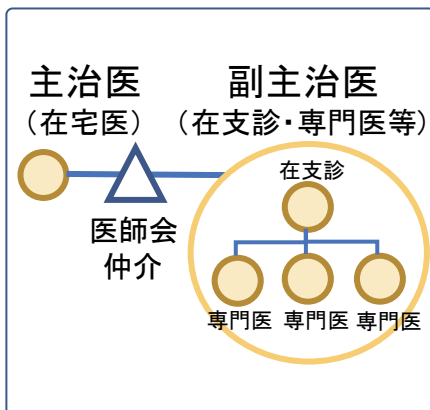 主治医
（在宅医）
副主治医
（在支診・専門医等）
医師会
仲介
在支診
専門医
専門医
専門医